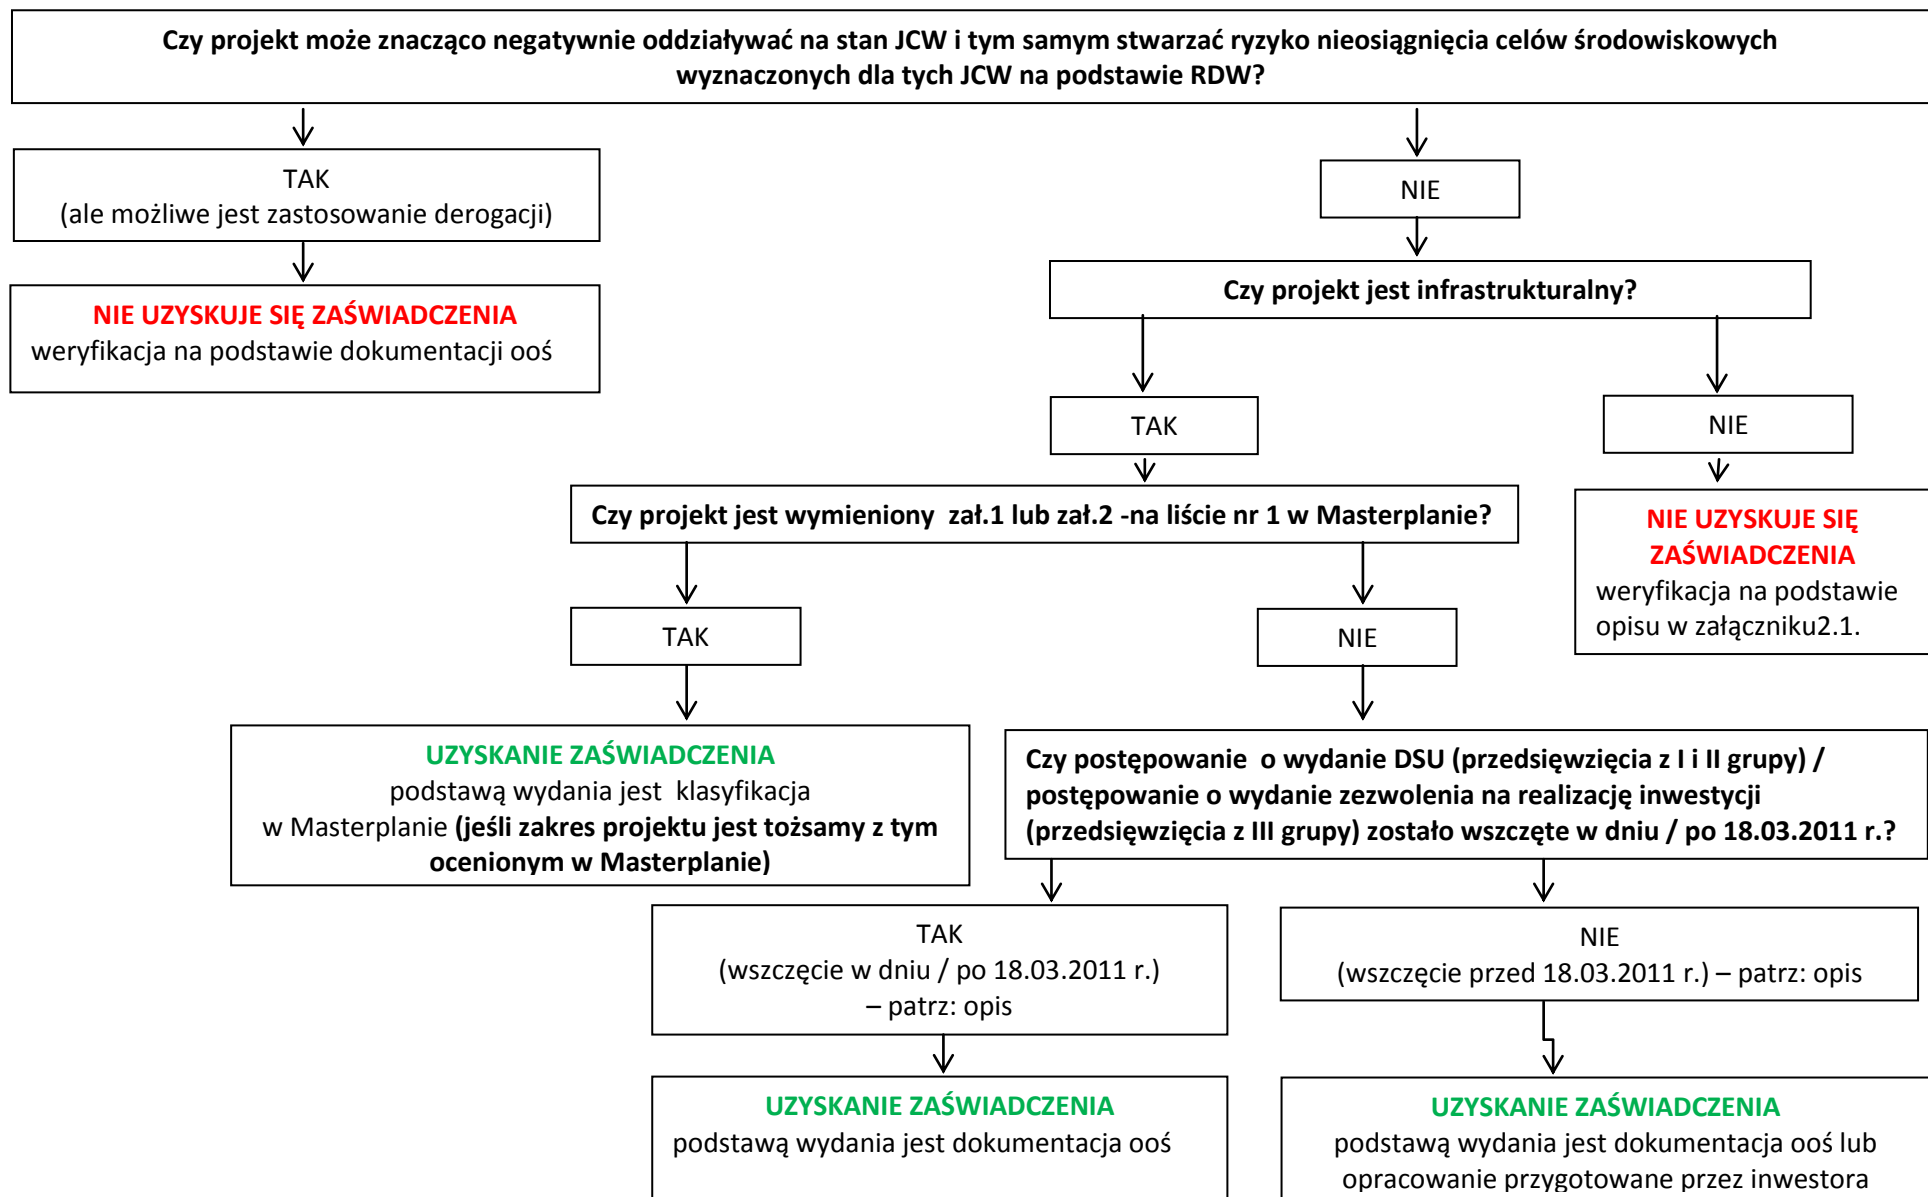 Czy projekt może znacząco negatywnie oddziaływać na stan JCW i tym samym stwarzać ryzyko nieosiągnięcia celów środowiskowych
wyznaczonych dla tych JCW na podstawie RDW?
TAK
(ale możliwe jest zastosowanie derogacji)
NIE
NIE UZYSKUJE SIĘ ZAŚWIADCZENIA
weryfikacja na podstawie dokumentacji ooś
Czy projekt jest infrastrukturalny?
TAK
NIE
Czy projekt jest wymieniony zał.1 lub zał.2 -na liście nr 1 w Masterplanie?
NIE UZYSKUJE SIĘ
ZAŚWIADCZENIA
weryfikacja na podstawie
opisu w załączniku2.1.
TAK
NIE
UZYSKANIE ZAŚWIADCZENIA
podstawą wydania jest klasyfikacja
w Masterplanie (jeśli zakres projektu jest tożsamy z tym
ocenionym w Masterplanie)
Czy postępowanie o wydanie DSU (przedsięwzięcia z I i II grupy) /
postępowanie o wydanie zezwolenia na realizację inwestycji
(przedsięwzięcia z III grupy) zostało wszczęte w dniu / po 18.03.2011 r.?
TAK
(wszczęcie w dniu / po 18.03.2011 r.)
– patrz: opis
NIE
(wszczęcie przed 18.03.2011 r.) – patrz: opis
UZYSKANIE ZAŚWIADCZENIA
podstawą wydania jest dokumentacja ooś
UZYSKANIE ZAŚWIADCZENIA
podstawą wydania jest dokumentacja ooś lub
opracowanie przygotowane przez inwestora